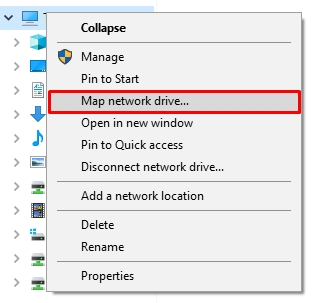 Collapse
Manage
Pin to Start
Map network drive...
Open in new window
Pin to Quick access
Disconnect network drive...
Add a network location
Delete
Rename
Properties